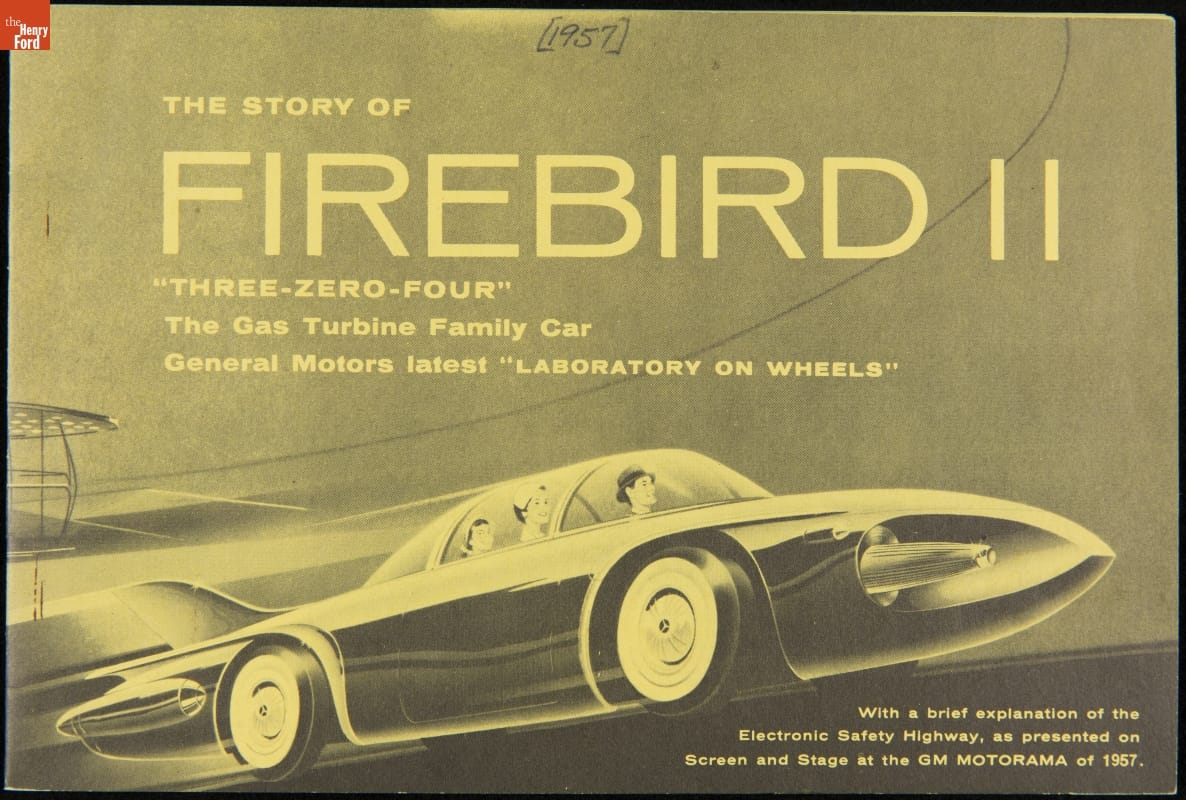 the
Henry
Ford
[1957]
THE STORY OF
FIREBIRD II
"THREE-ZERO-FOUR"
The Gas Turbine Family Car
General Motors latest "LABORATORY ON WHEELS"
With a brief explanation of the
Electronic Safety Highway, as presented on
Screen and Stage at the GM MOTORAMA of 1957.